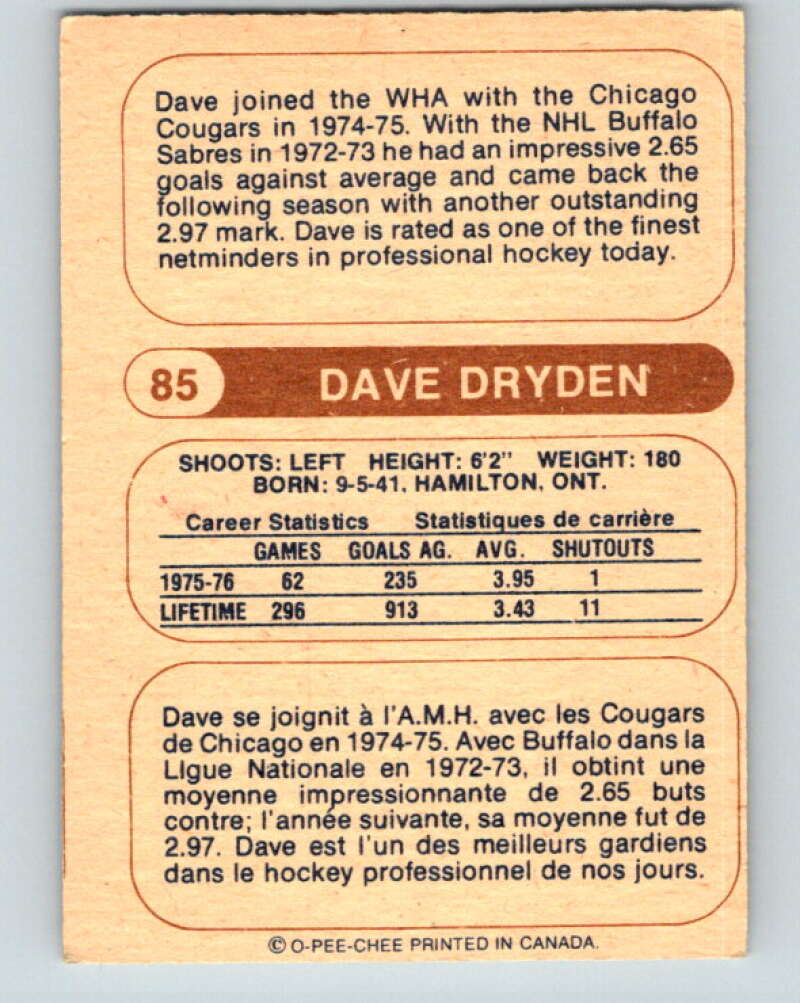 Dave joined the WHA with the Chicago
Cougars in 1974-75. With the NHL Buffalo
Sabres in 1972-73 he had an impressive 2.65
goals against average and came back the
following season with another outstanding
2.97 mark. Dave is rated as one of the finest
netminders in professional hockey today.
85 DAVE DRYDEN
SHOOTS: LEFT HEIGHT: 6'2" WEIGHT: 180
BORN: 9-5-41, HAMILTON, ONT.
Career Statistics Statistiques de carrière
GAMES GOALS AG. AVG. SHUTOUTS
1975-76 62 235 3.95 1
LIFETIME 296 913 3.43 11
Dave se joignit à l'A.M.H. avec les Cougars
de Chicago en 1974-75. Avec Buffalo dans la
Ligue Nationale en 1972-73, il obtint une
moyenne impressionnante de 2.65 buts
contre; l'année suivante, sa moyenne fut de
2.97. Dave est l'un des meilleurs gardiens
dans le hockey professionnel de nos jours.
© O-PEE-CHEE PRINTED IN CANADA.